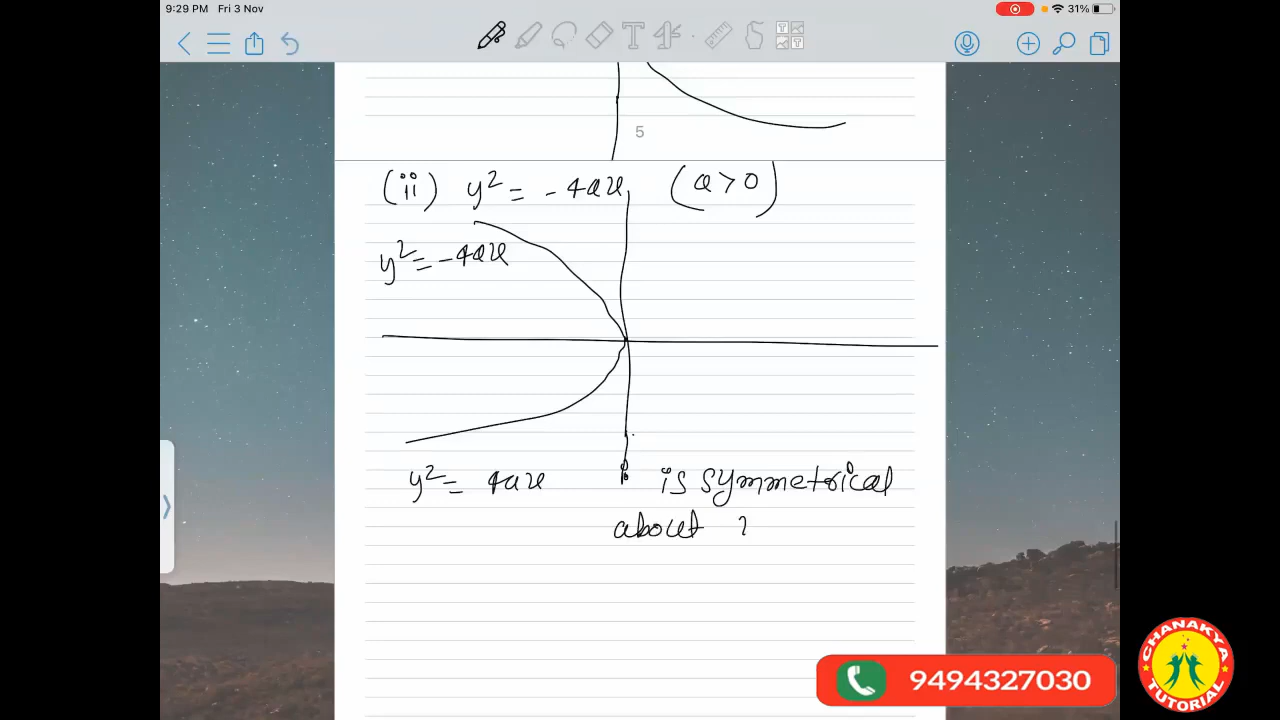 9:29 PM Fri 3 Nov
31%
5
(ii) y² = -4ax (a > 0)
y² = -4ax
y² = 4ax is symmetrical
about
9494327030
CHANAKYA
TUTORIAL